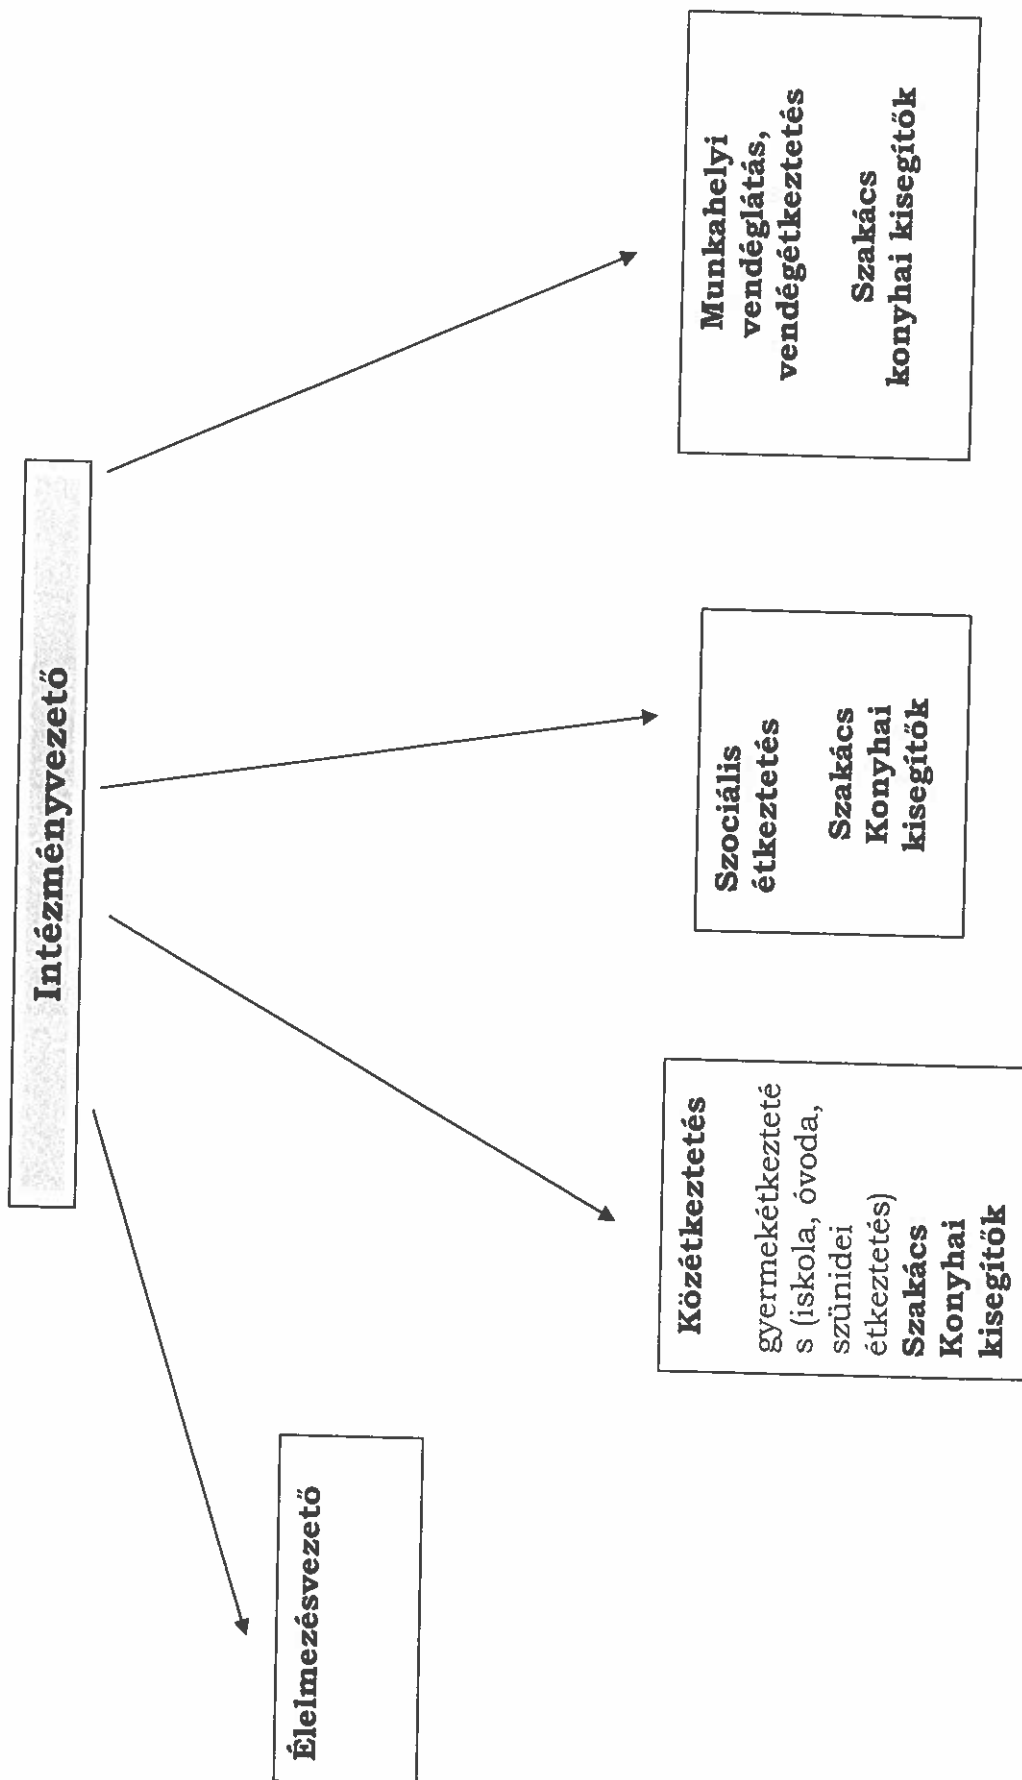 Intézményvezető
Élelmezésvezető
Közétkeztetés
gyermekétkezteté
s (iskola, óvoda,
szünidei
étkeztetés)
Szakács
Konyhai
kisegítők
Szociális
étkeztetés
Szakács
Konyhai
kisegítők
Munkahelyi
vendéglátás,
vendégétkeztetés
Szakács
konyhai kisegítők